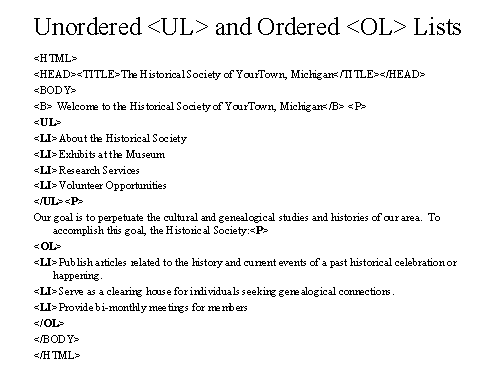 Unordered <UL> and Ordered <OL> Lists
<HTML>
<HEAD><TITLE>The Historical Society of YourTown, Michigan</TITLE></HEAD>
<BODY>
<B> Welcome to the Historical Society of YourTown, Michigan</B> <P>
<UL>
<LI>About the Historical Society
<LI>Exhibits at the Museum
<LI>Research Services
<LI>Volunteer Opportunities
</UL><P>
Our goal is to perpetuate the cultural and genealogical studies and histories of our area. To
accomplish this goal, the Historical Society:<P>
<OL>
<LI>Publish articles related to the history and current events of a past historical celebration or
happening.
<LI>Serve as a clearing house for individuals seeking genealogical connections.
<LI>Provide bi-monthly meetings for members
</OL>
</BODY>
</HTML>